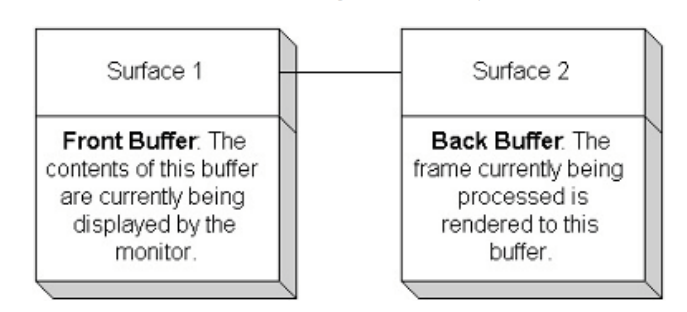 Surface 1
Front Buffer: The
contents of this buffer
are currently being
displayed by the
monitor.
Surface 2
Back Buffer: The
frame currently being
processed is
rendered to this
buffer.